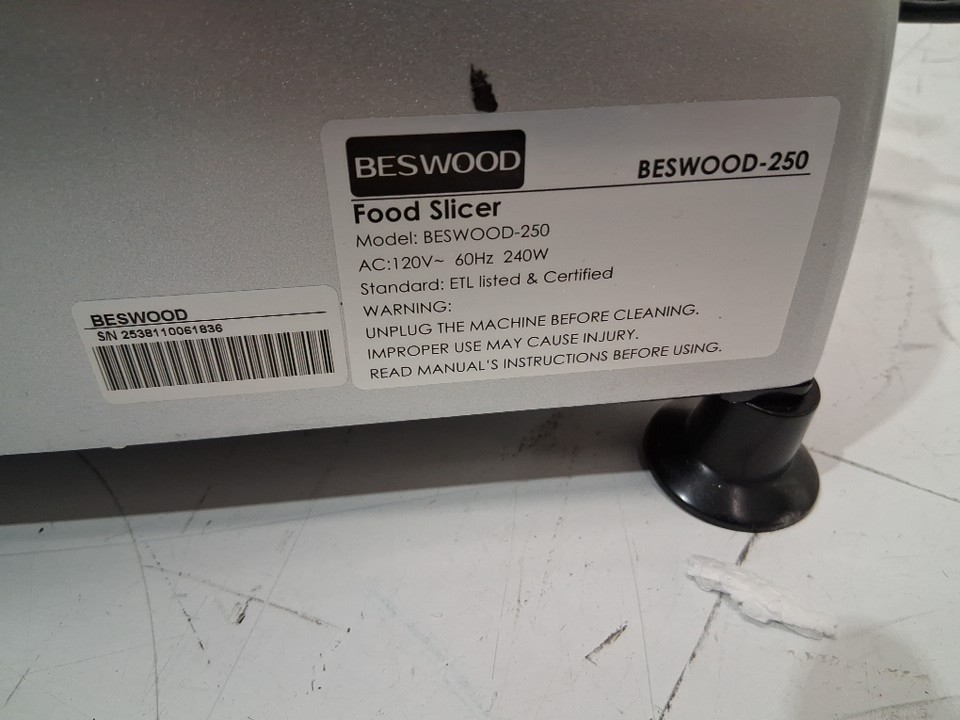 BESWOOD
BESWOOD-250
Food Slicer
Model: BESWOOD-250
AC:120V~ 60Hz 240W
Standard: ETL listed & Certified
WARNING:
UNPLUG THE MACHINE BEFORE CLEANING.
IMPROPER USE MAY CAUSE INJURY.
READ MANUAL'S INSTRUCTIONS BEFORE USING.
BESWOOD
S/N 2538110061836